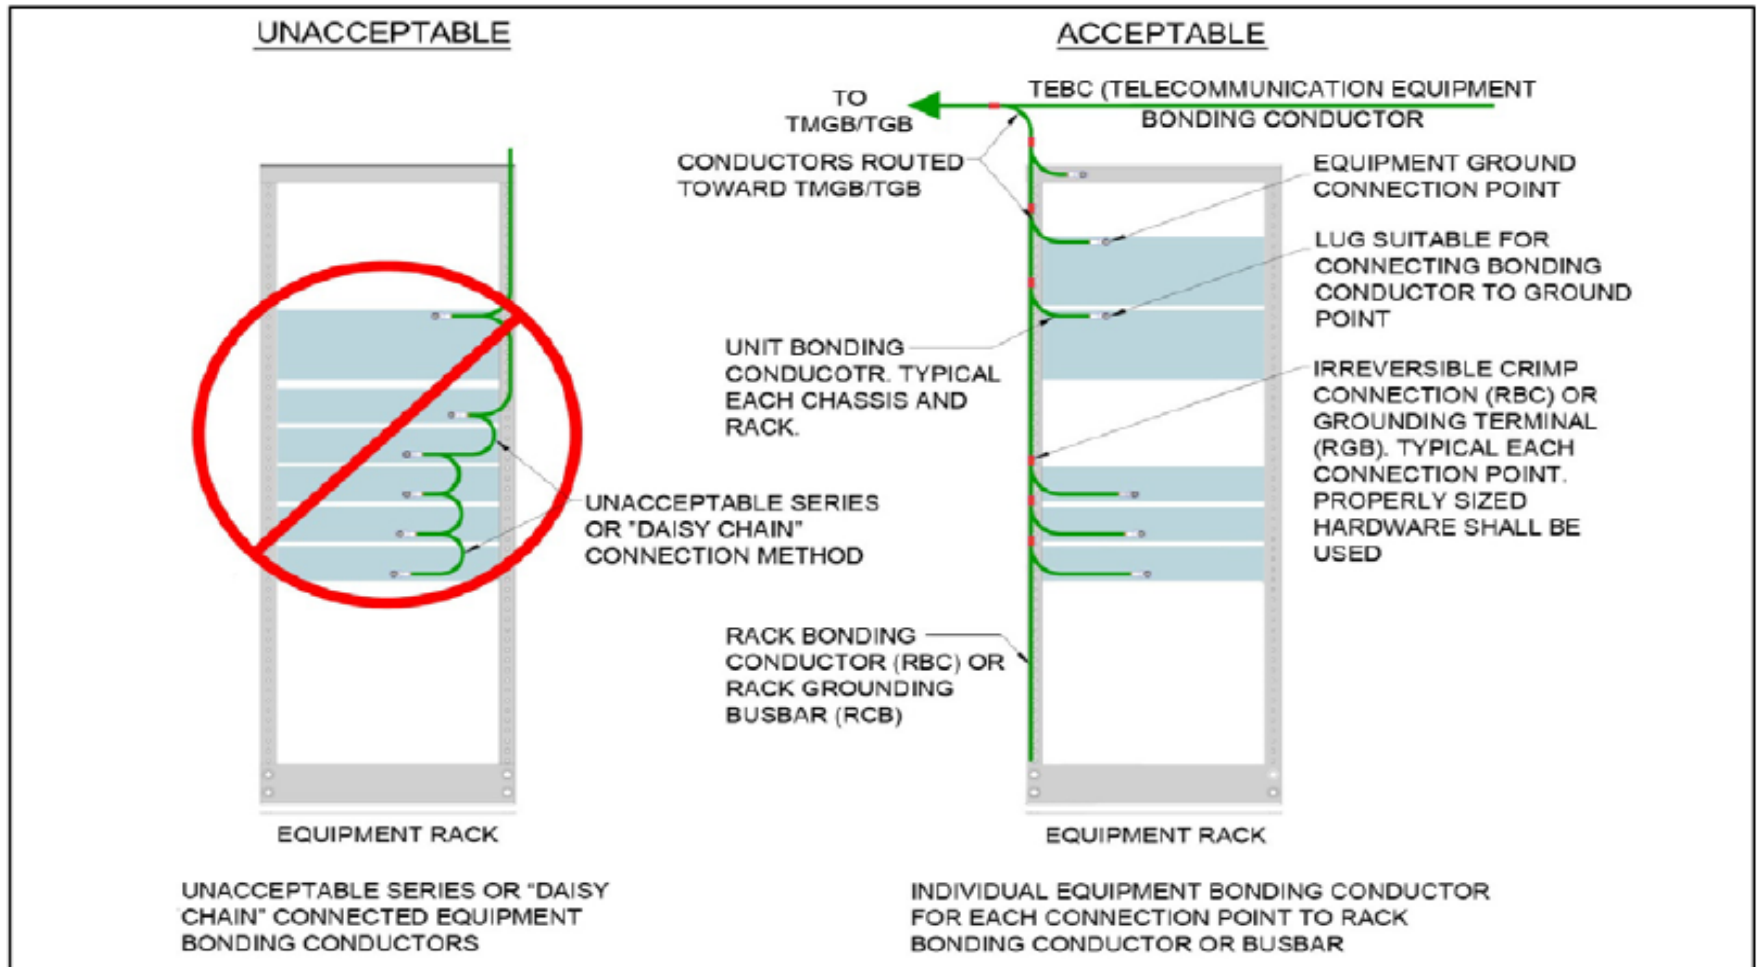 UNACCEPTABLE
ACCEPTABLE
TO
TMGB/TGB
TEBC (TELECOMMUNICATION EQUIPMENT
BONDING CONDUCTOR
CONDUCTORS ROUTED
TOWARD TMGB/TGB
EQUIPMENT GROUND
CONNECTION POINT
LUG SUITABLE FOR
CONNECTING BONDING
CONDUCTOR TO GROUND
POINT
UNIT BONDING
CONDUCOTR. TYPICAL
EACH CHASSIS AND
RACK.
IRREVERSIBLE CRIMP
CONNECTION (RBC) OR
GROUNDING TERMINAL
(RGB). TYPICAL EACH
CONNECTION POINT.
PROPERLY SIZED
HARDWARE SHALL BE
USED
UNACCEPTABLE SERIES
OR "DAISY CHAIN"
CONNECTION METHOD
RACK BONDING
CONDUCTOR (RBC) OR
RACK GROUNDING
BUSBAR (RCB)
EQUIPMENT RACK
EQUIPMENT RACK
UNACCEPTABLE SERIES OR "DAISY
CHAIN" CONNECTED EQUIPMENT
BONDING CONDUCTORS
INDIVIDUAL EQUIPMENT BONDING CONDUCTOR
FOR EACH CONNECTION POINT TO RACK
BONDING CONDUCTOR OR BUSBAR